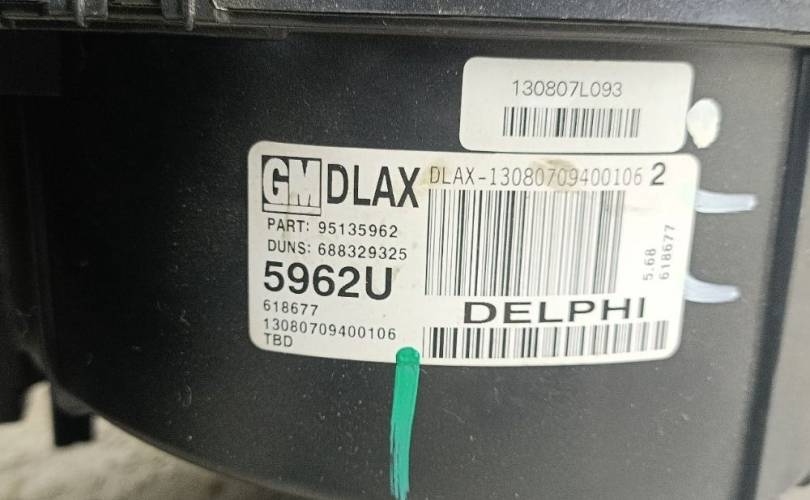 130807L093
GM DLAX DLAX-13080709400106 2
PART: 95135962
DUNS: 688329325
5962U
618677
13080709400106
TBD
DELPHI
5.68
618677